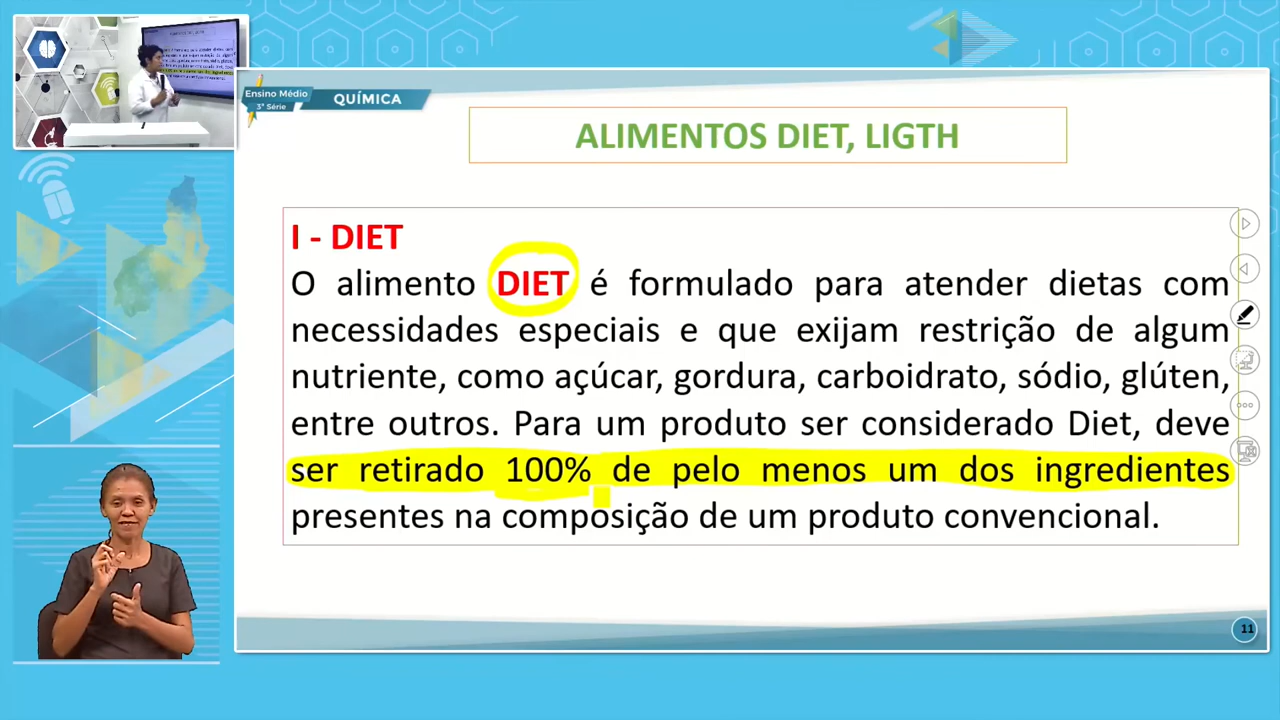 Ensino Médio
3ª Série
QUÍMICA
ALIMENTOS DIET, LIGTH
I - DIET
O alimento DIET é formulado para atender dietas com
necessidades especiais e que exijam restrição de algum
nutriente, como açúcar, gordura, carboidrato, sódio, glúten,
entre outros. Para um produto ser considerado Diet, deve
ser retirado 100% de pelo menos um dos ingredientes
presentes na composição de um produto convencional.
11